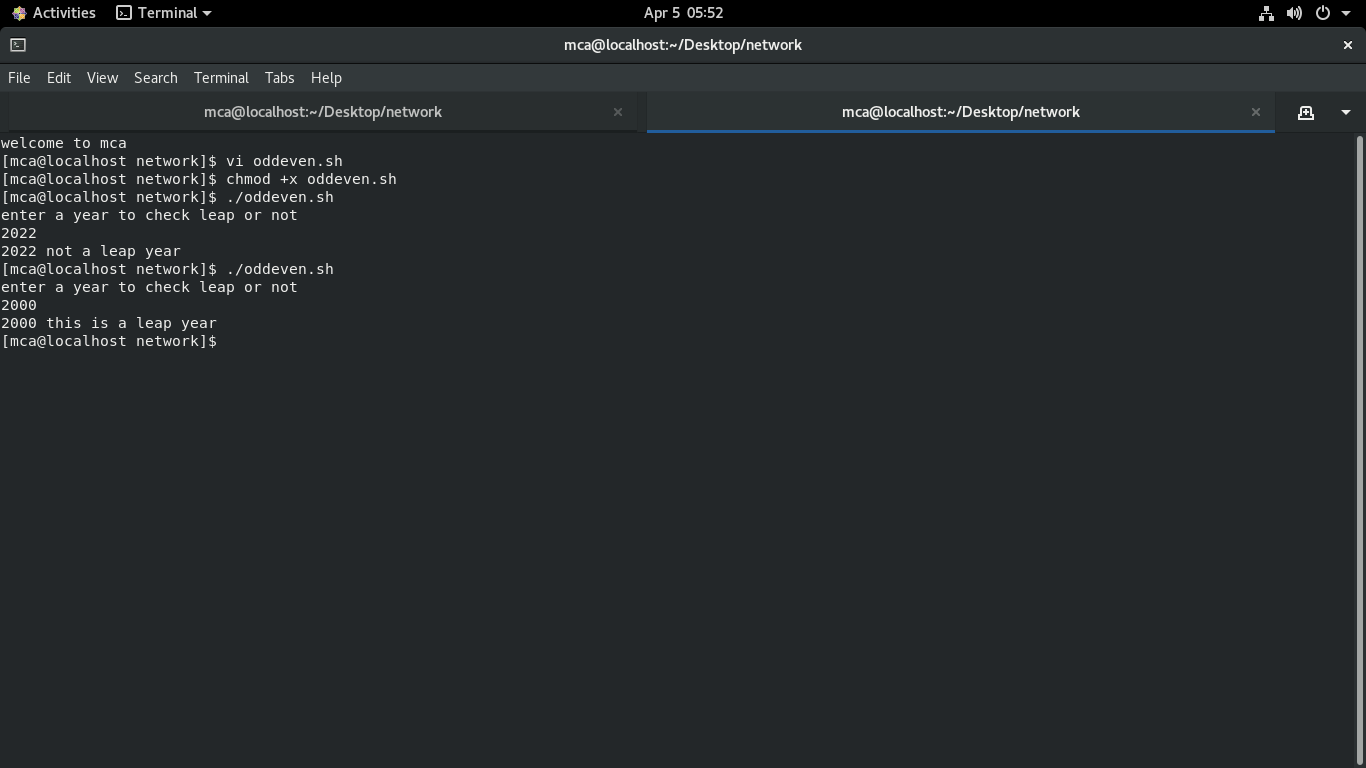 Activities Terminal Apr 5 05:52
mca@localhost:~/Desktop/network
File Edit View Search Terminal Tabs Help
mca@localhost:~/Desktop/network mca@localhost:~/Desktop/network
welcome to mca
[mca@localhost network]$ vi oddeven.sh
[mca@localhost network]$ chmod +x oddeven.sh
[mca@localhost network]$ ./oddeven.sh
enter a year to check leap or not
2022
2022 not a leap year
[mca@localhost network]$ ./oddeven.sh
enter a year to check leap or not
2000
2000 this is a leap year
[mca@localhost network]$